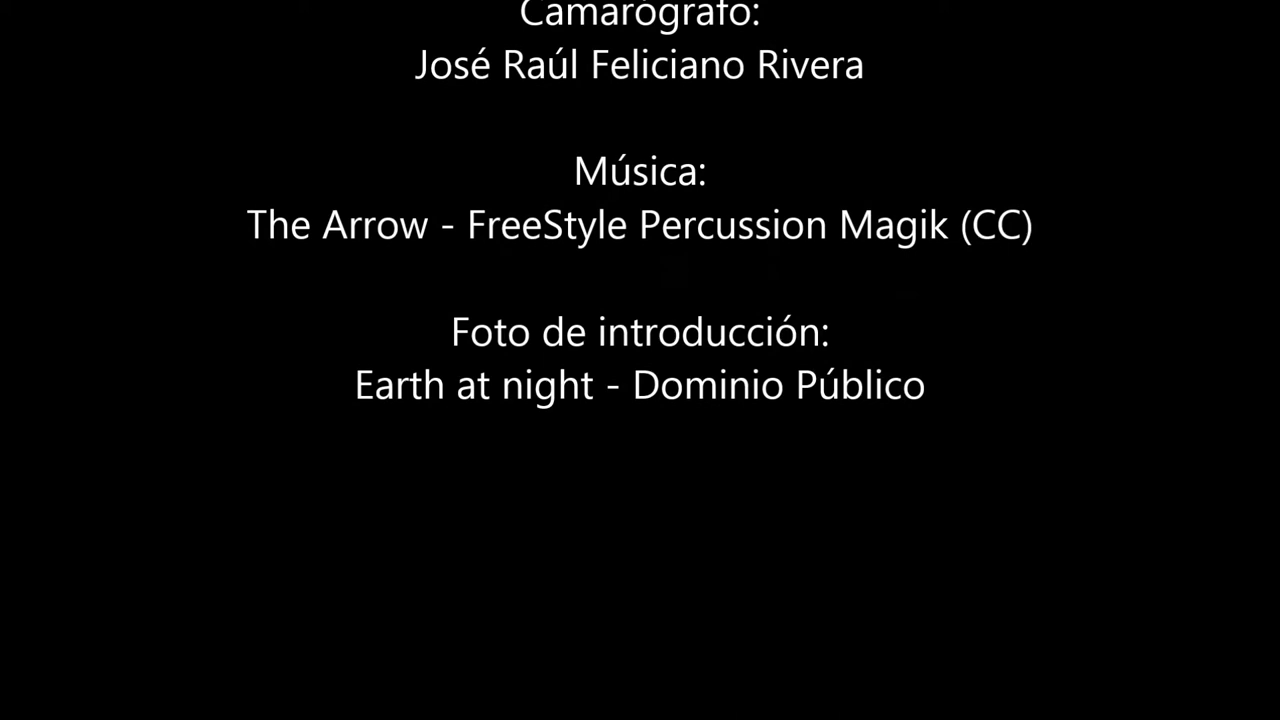 Camarógrafo:
José Raúl Feliciano Rivera
Música:
The Arrow - FreeStyle Percussion Magik (CC)
Foto de introducción:
Earth at night - Dominio Público